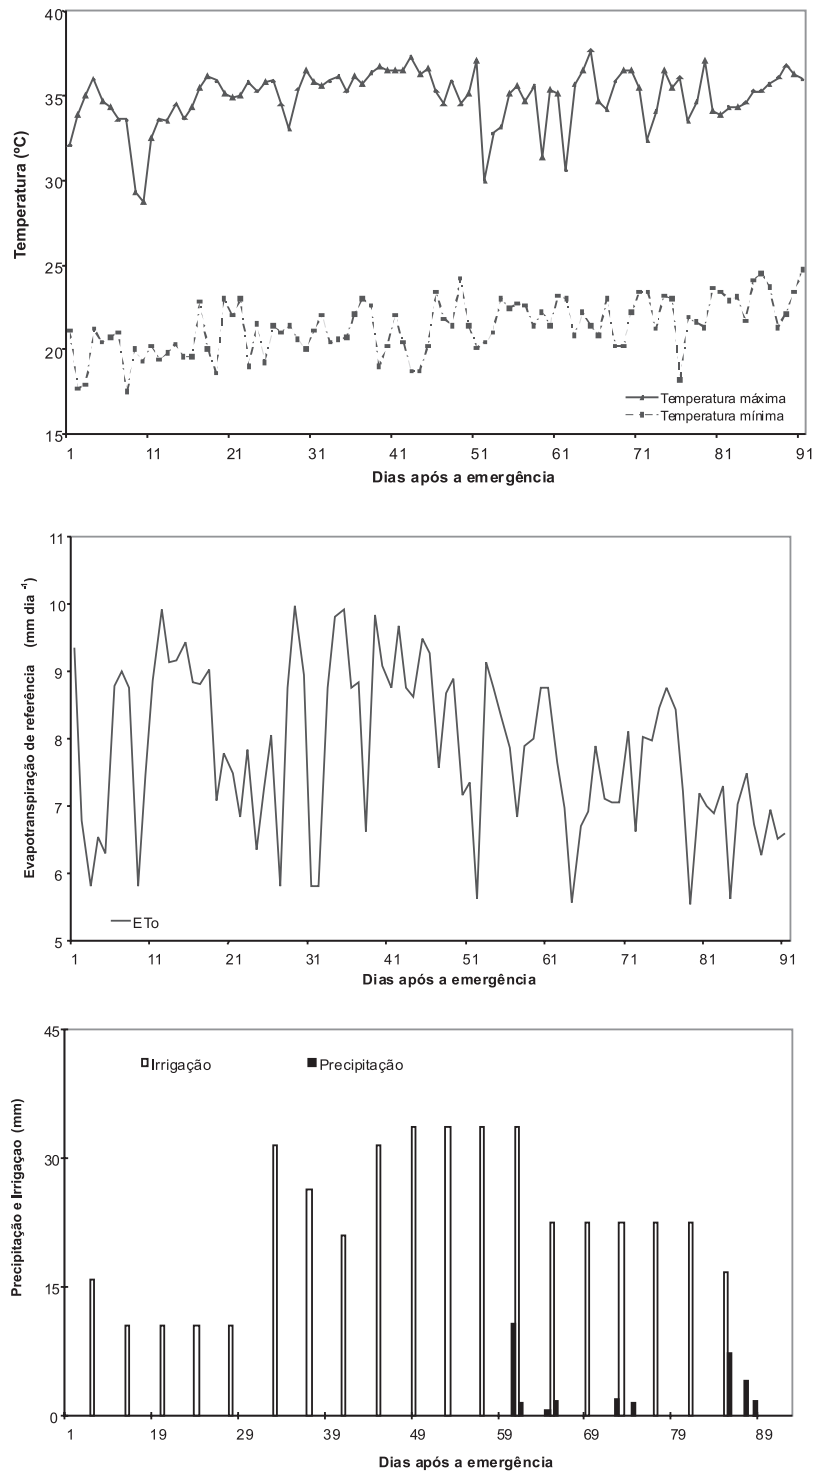 40
35
30
25
20
15
Temperatura (ºC)
Temperatura máxima
Temperatura mínima
1 11 21 31 41 51 61 71 81 91
Dias após a emergência
11
10
9
8
7
6
5
Evapotranspiração de referência (mm dia -1)
ETo
1 11 21 31 41 51 61 71 81 91
Dias após a emergência
45
30
15
0
Precipitação e Irrigaçao (mm)
Irrigação Precipitação
1 19 29 39 49 59 69 79 89
Dias após a emergência